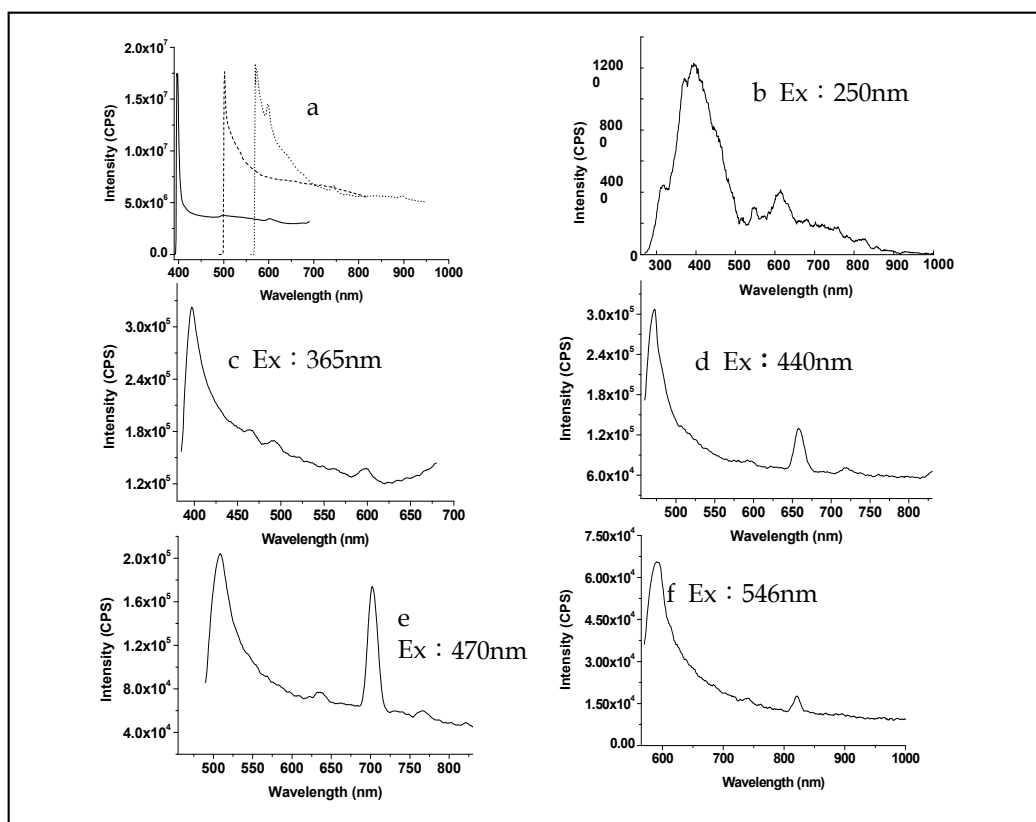 2.0x10⁷
1.5x10⁷
1.0x10⁷
5.0x10⁶
0.0
Intensity (CPS)
a
400 500 600 700 800 900 1000
Wavelength (nm)
1200
0
800
0
400
0
0
Intensity (CPS)
b Ex：250nm
300 400 500 600 700 800 900 1000
Wavelength (nm)
3.0x10⁵
2.4x10⁵
1.8x10⁵
1.2x10⁵
Intensity (CPS)
c Ex：365nm
400 450 500 550 600 650 700
Wavelength (nm)
3.0x10⁵
2.4x10⁵
1.8x10⁵
1.2x10⁵
6.0x10⁴
Intensity (CPS)
d Ex：440nm
500 550 600 650 700 750 800
Wavelength (nm)
2.0x10⁵
1.6x10⁵
1.2x10⁵
8.0x10⁴
4.0x10⁴
Intensity (CPS)
e
Ex：470nm
500 550 600 650 700 750 800
Wavelength (nm)
7.50x10⁴
6.00x10⁴
4.50x10⁴
3.00x10⁴
1.50x10⁴
0.00
Intensity (CPS)
f Ex：546nm
600 700 800 900 1000
Wavelength (nm)